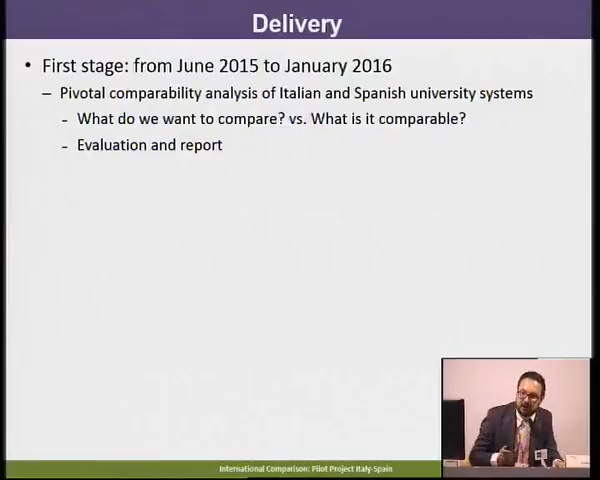 Delivery
• First stage: from June 2015 to January 2016
– Pivotal comparability analysis of Italian and Spanish university systems
- What do we want to compare? vs. What is it comparable?
- Evaluation and report
International Comparison: Pilot Project Italy-Spain